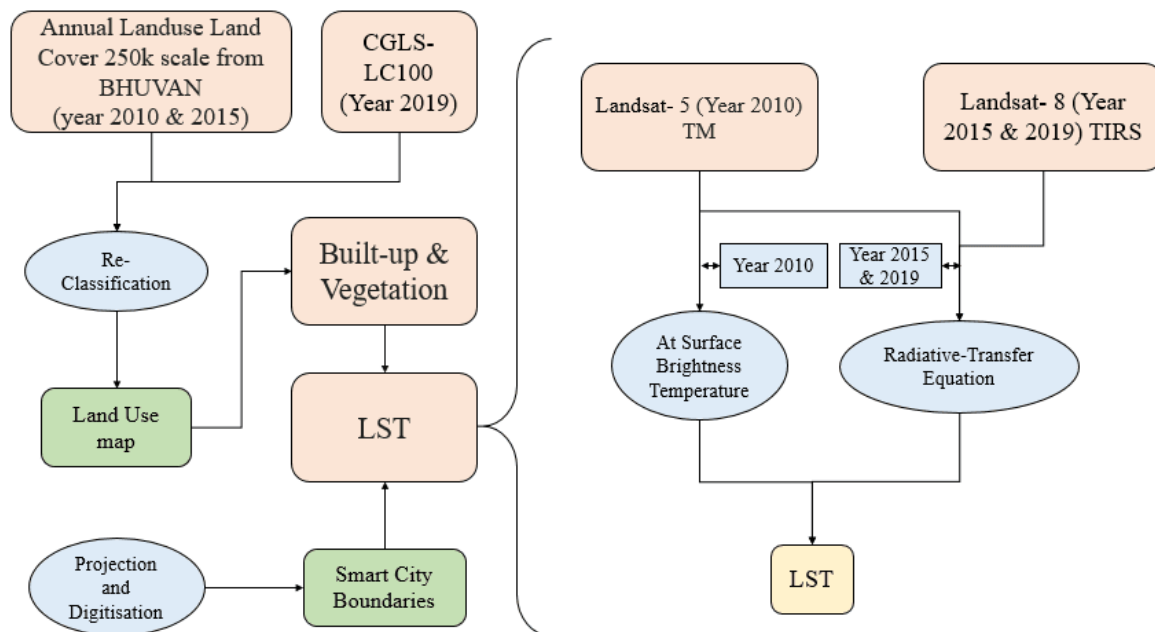 Annual Landuse Land
Cover 250k scale from
BHUVAN
(year 2010 & 2015)
CGLS-
LC100
(Year 2019)
Re-
Classification
Land Use
map
Built-up &
Vegetation
LST
Projection
and
Digitisation
Smart City
Boundaries
Landsat- 5 (Year 2010)
TM
Landsat- 8 (Year
2015 & 2019) TIRS
Year 2010
Year 2015
& 2019
At Surface
Brightness
Temperature
Radiative-Transfer
Equation
LST